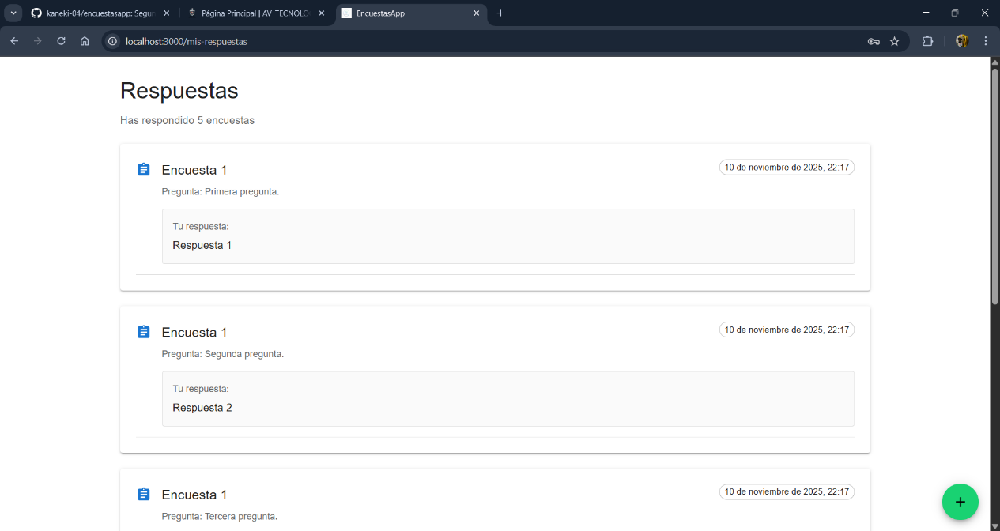 kaneki-04/encuestasapp: Segun
Página Principal | AV_TECNOLO
EncuestasApp
localhost:3000/mis-respuestas
Respuestas
Has respondido 5 encuestas
Encuesta 1
10 de noviembre de 2025, 22:17
Pregunta: Primera pregunta.
Tu respuesta:
Respuesta 1
Encuesta 1
10 de noviembre de 2025, 22:17
Pregunta: Segunda pregunta.
Tu respuesta:
Respuesta 2
Encuesta 1
10 de noviembre de 2025, 22:17
Pregunta: Tercera pregunta.
+